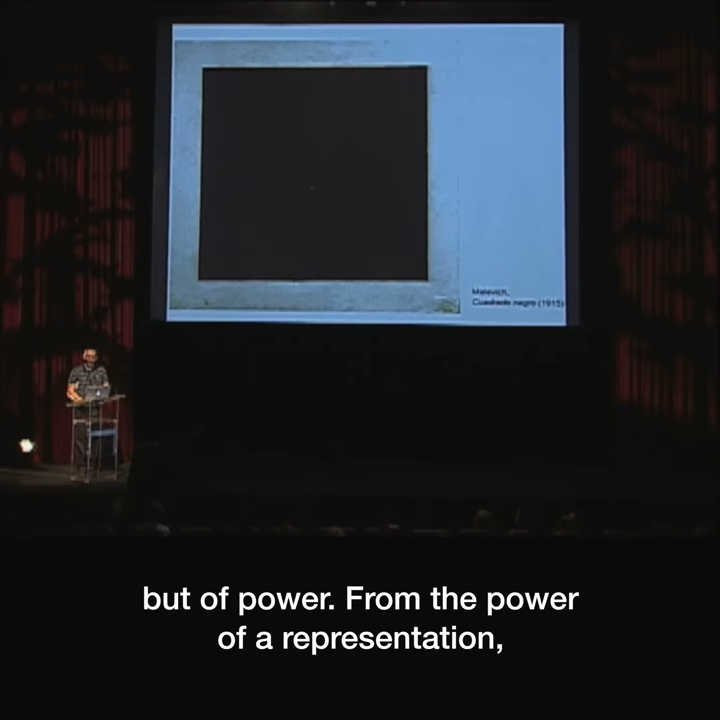 Malevich,
Cuadrado negro (1915)
but of power. From the power
of a representation,